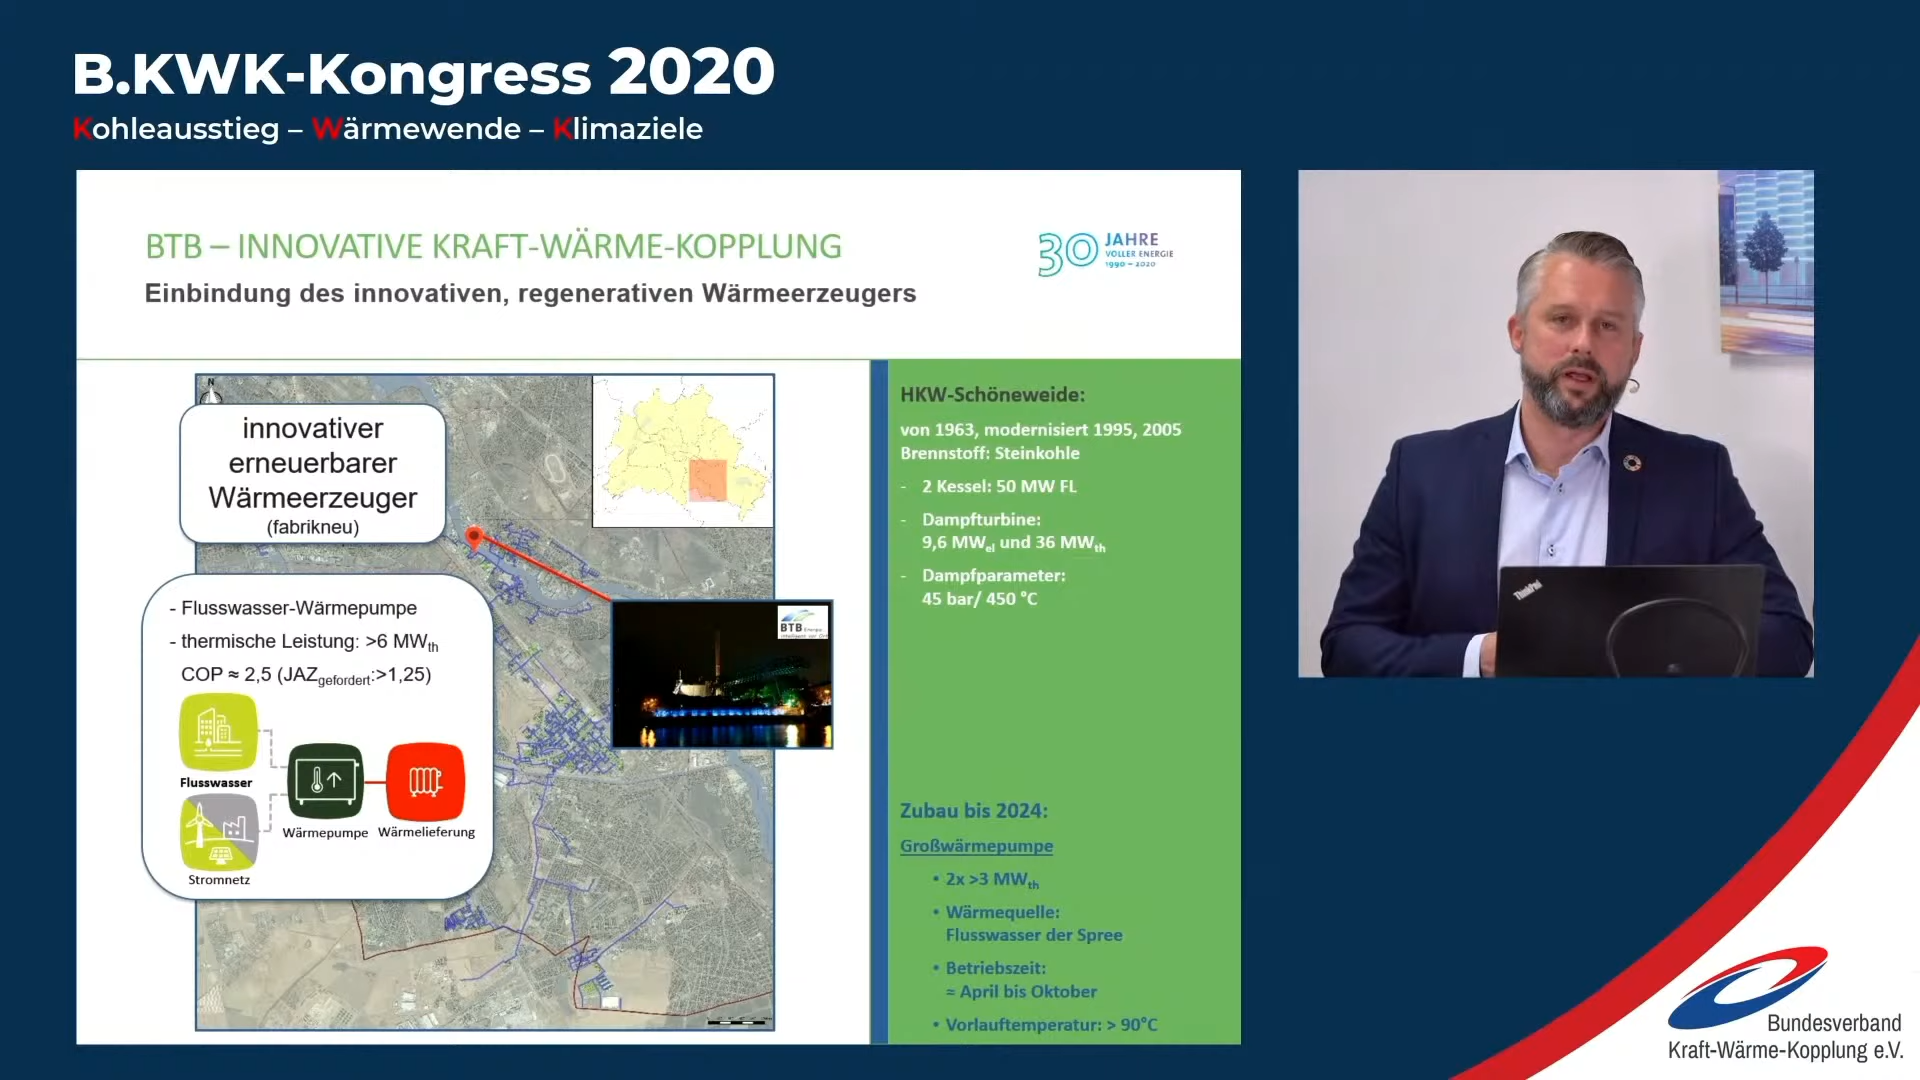 B.KWK-Kongress 2020
Kohleausstieg – Wärmewende – Klimaziele
BTB – INNOVATIVE KRAFT-WÄRME-KOPPLUNG
Einbindung des innovativen, regenerativen Wärmeerzeugers
30 JAHRE
VOLLER ENERGIE
1990 – 2020
N
innovativer
erneuerbarer
Wärmeerzeuger
(fabrikneu)
- Flusswasser-Wärmepumpe
- thermische Leistung: >6 MWth
COP ≈ 2,5 (JAZgefordert:>1,25)
Flusswasser
Wärmepumpe
Wärmelieferung
Stromnetz
BTB
HKW-Schöneweide:
von 1963, modernisiert 1995, 2005
Brennstoff: Steinkohle
- 2 Kessel: 50 MW FL
- Dampfturbine:
9,6 MWel und 36 MWth
- Dampfparameter:
45 bar/ 450 °C
Zubau bis 2024:
Großwärmepumpe
• 2x >3 MWth
• Wärmequelle:
Flusswasser der Spree
• Betriebszeit:
≈ April bis Oktober
• Vorlauftemperatur: > 90°C
ThinkPad
Bundesverband
Kraft-Wärme-Kopplung e.V.